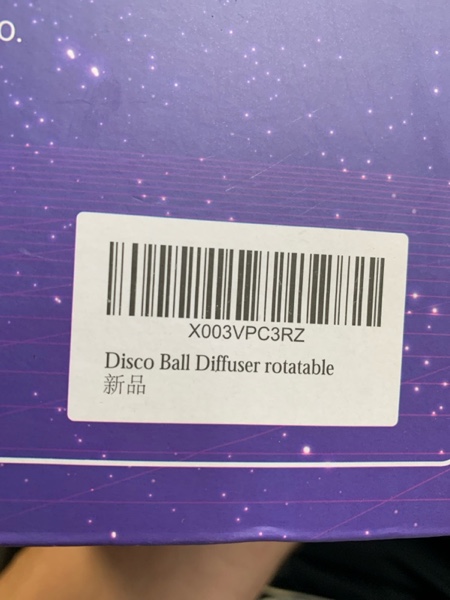 o.
X003VPC3RZ
Disco Ball Diffuser rotatable
新品